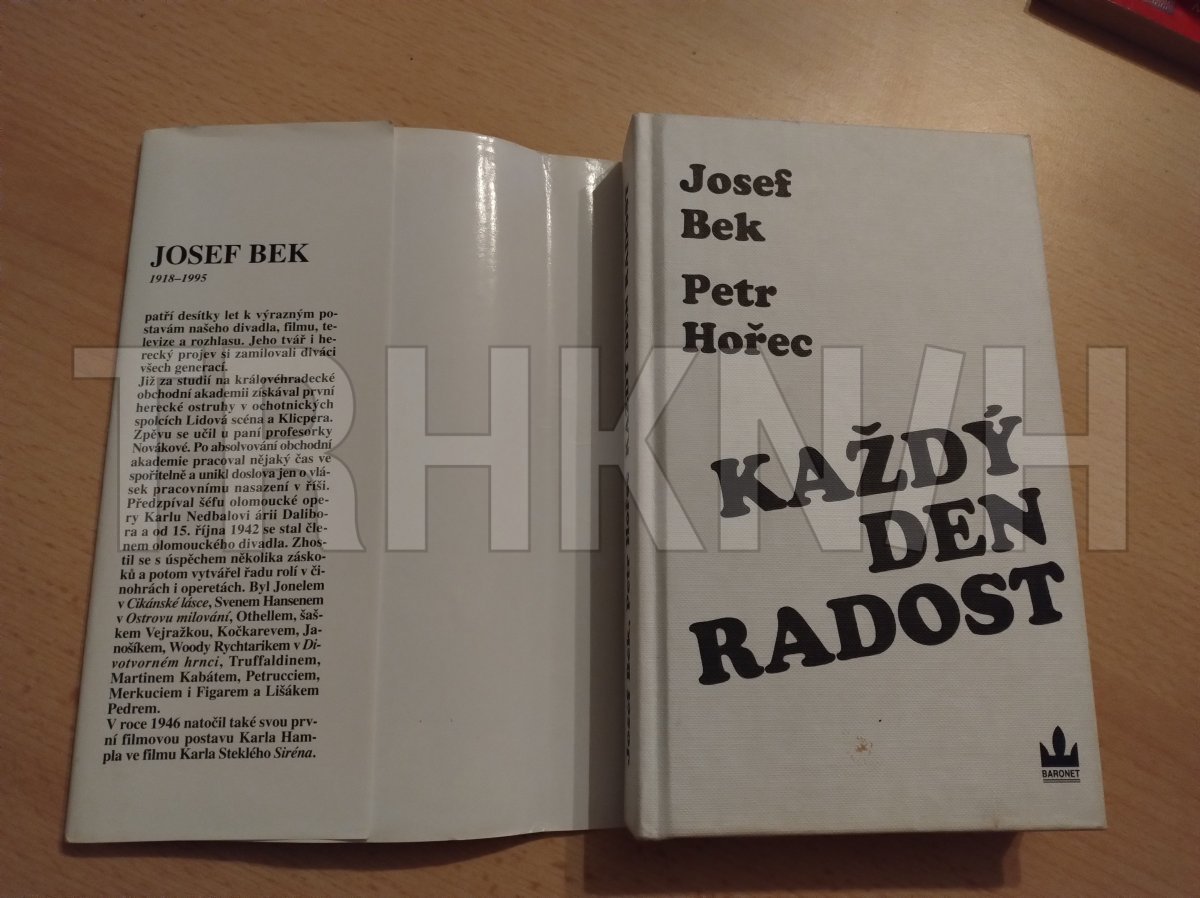 JOSEF BEK
1918–1995
patří desítky let k výrazným po-
stavám našeho divadla, filmu, te-
levize a rozhlasu. Jeho tvář i he-
recký projev si zamilovali diváci
všech generací.
Již za studií na královéhradecké
obchodní akademii získával první
herecké ostruhy v ochotnických
spolcích Lidová scéna a Klicpera.
Zpěvu se učil u paní profesorky
Novákové. Po absolvování obchodní
akademie pracoval nějaký čas ve
spořitelně a unikl doslova jen o vlá-
sek pracovnímu nasazení v říši.
Předzpíval šéfu olomoucké ope-
ry Karlu Nedbalovi árii Dalibo-
ra a od 15. října 1942 se stal čle-
nem olomouckého divadla. Zhos-
til se s úspěchem několika zásko-
ků a potom vytvářel řadu rolí v či-
nohrách i operetách. Byl Jonelem
v Cikánské lásce, Svenem Hansenem
v Ostrovu milování, Othellem, šaš-
kem Vejražkou, Kočkarevem, Ja-
nošíkem, Woody Rychtarikem v Di-
votvorném hrnci, Truffaldinem,
Martinem Kabátem, Petrucciem,
Merkuciem i Figarem a Lišákem
Pedrem.
V roce 1946 natočil také svou prv-
ní filmovou postavu Karla Ham-
pla ve filmu Karla Steklého Siréna.
Josef
Bek
Petr
Hořec
KAŽDÝ
DEN
RADOST
BARONET
TRHKNIH